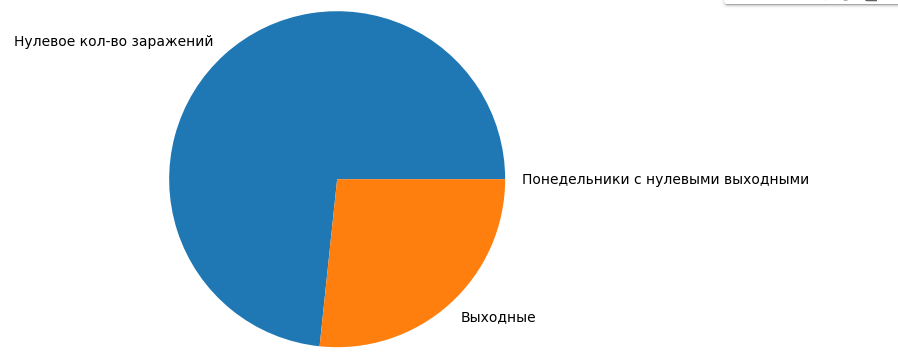 Нулевое кол-во заражений
Понедельники с нулевыми выходными
Выходные